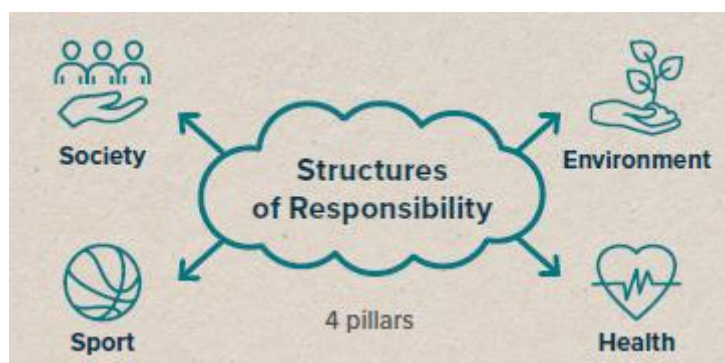 Society
Environment
Structures
of Responsibility
Sport
4 pillars
Health